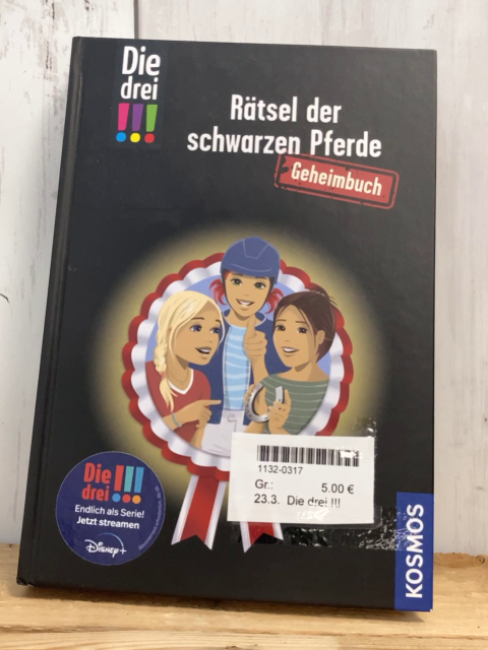 Die
drei
!!!
Rätsel der
schwarzen Pferde
Geheimbuch
1132-0317
Gr.: 5.00 €
23.3. Die drei !!!
Die
drei !!!
Endlich als Serie!
Jetzt streamen
Disney+
KOSMOS